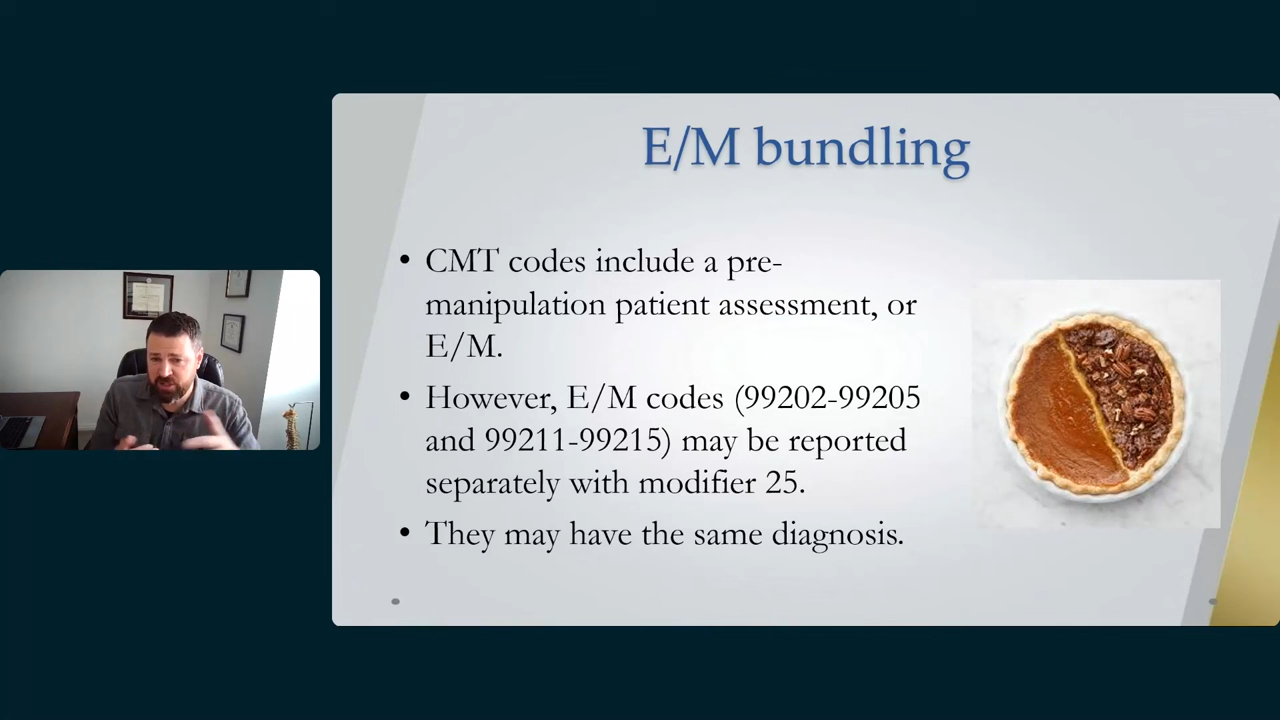 E/M bundling
• CMT codes include a pre-
manipulation patient assessment, or
E/M.
• However, E/M codes (99202-99205
and 99211-99215) may be reported
separately with modifier 25.
• They may have the same diagnosis.